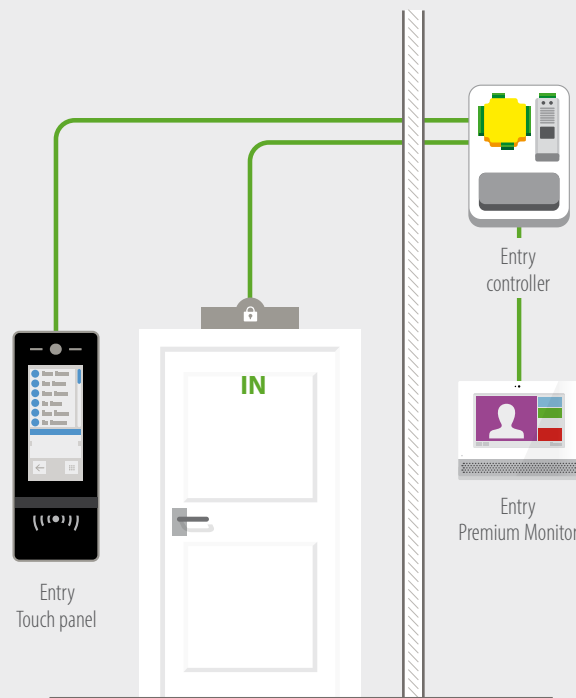 Entry
controller
IN
Entry
Premium Monitor
Entry
Touch panel